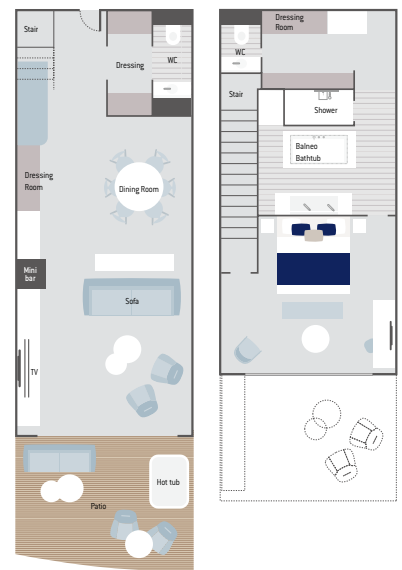 Stair
Dressing
WC
Dressing
Room
Dining Room
Mini
bar
Sofa
TV
Hot tub
Patio
Dressing
Room
WC
Stair
Shower
Balneo
Bathtub